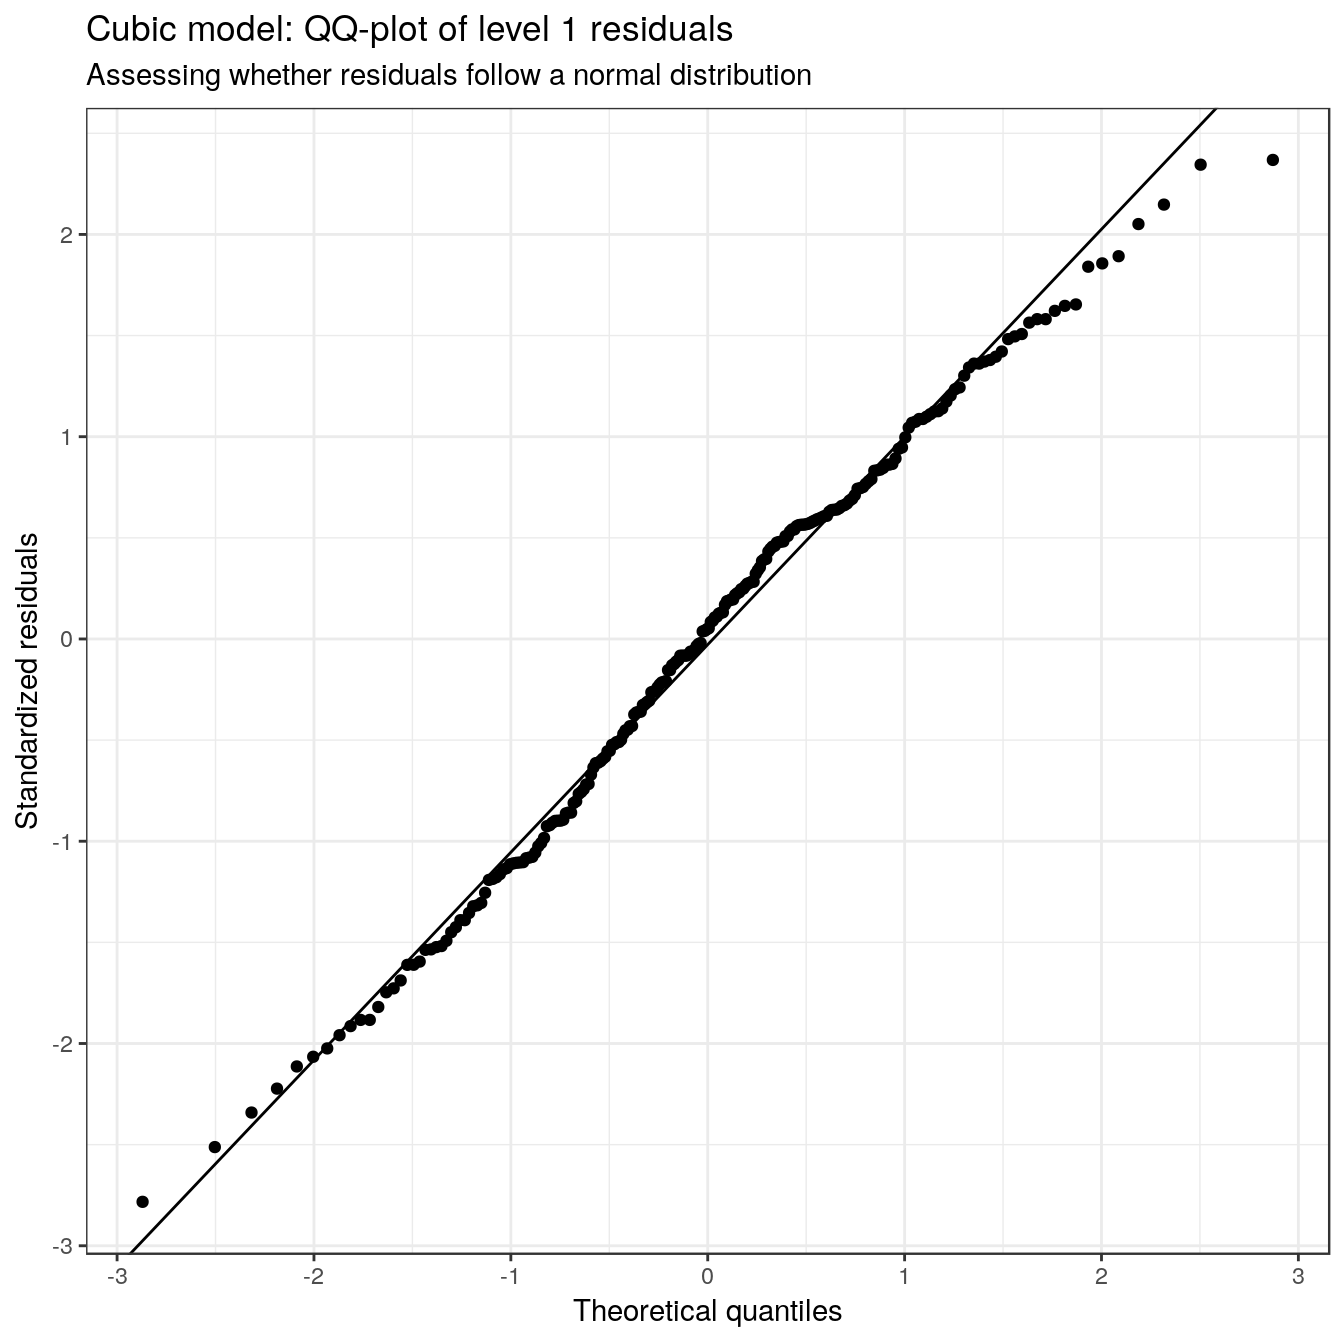 Cubic model: QQ-plot of level 1 residuals
Assessing whether residuals follow a normal distribution
Standardized residuals
2
1
0
-1
-2
-3
-3 -2 -1 0 1 2 3
Theoretical quantiles